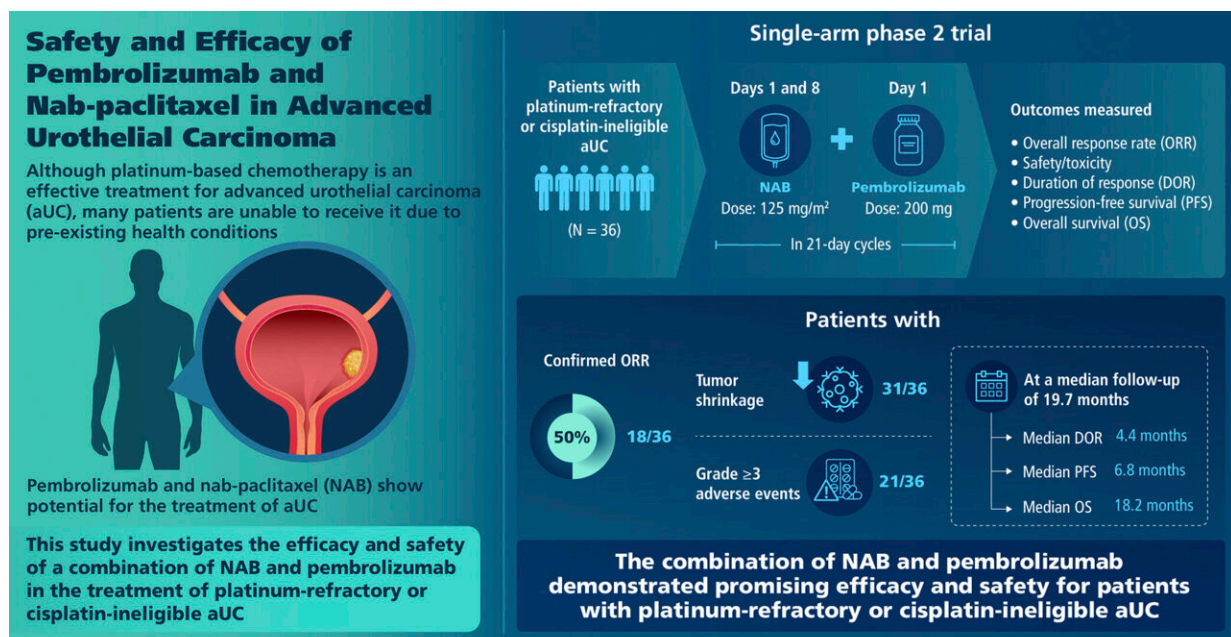 Safety and Efficacy of
Pembrolizumab and
Nab-paclitaxel in Advanced
Urothelial Carcinoma
Although platinum-based chemotherapy is an
effective treatment for advanced urothelial carcinoma
(aUC), many patients are unable to receive it due to
pre-existing health conditions
Pembrolizumab and nab-paclitaxel (NAB) show
potential for the treatment of aUC
This study investigates the efficacy and safety
of a combination of NAB and pembrolizumab
in the treatment of platinum-refractory or
cisplatin-ineligible aUC
Single-arm phase 2 trial
Patients with
platinum-refractory
or cisplatin-ineligible
aUC
(N = 36)
Days 1 and 8
NAB
Dose: 125 mg/m²
+
Day 1
Pembrolizumab
Dose: 200 mg
In 21-day cycles
Outcomes measured
• Overall response rate (ORR)
• Safety/toxicity
• Duration of response (DOR)
• Progression-free survival (PFS)
• Overall survival (OS)
Patients with
Confirmed ORR
50%
18/36
Tumor
shrinkage
31/36
Grade ≥3
adverse events
21/36
At a median follow-up
of 19.7 months
Median DOR 4.4 months
Median PFS 6.8 months
Median OS 18.2 months
The combination of NAB and pembrolizumab
demonstrated promising efficacy and safety for patients
with platinum-refractory or cisplatin-ineligible aUC